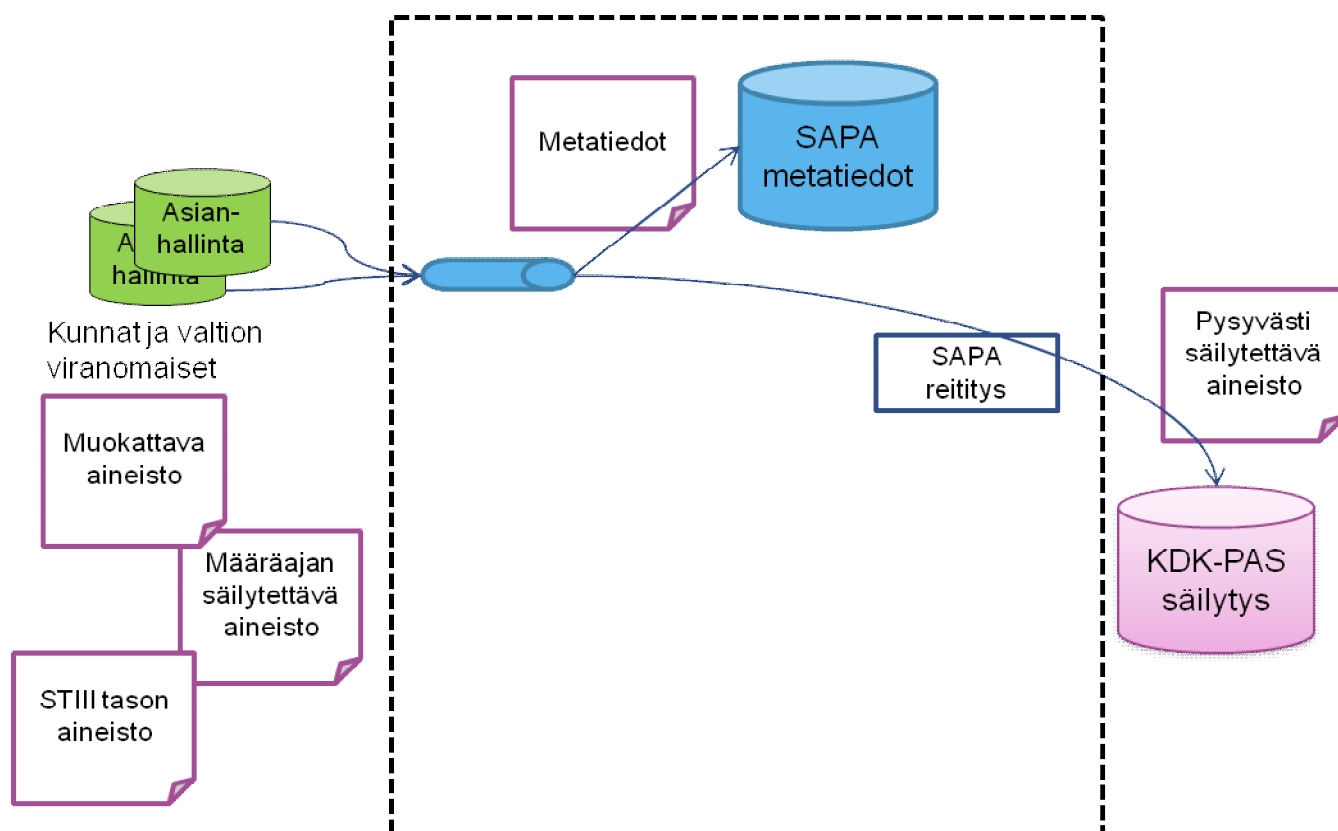 Metatiedot
SAPA
metatiedot
Asian-
hallinta
A
hallinta
Kunnat ja valtion
viranomaiset
SAPA
reititys
Pysyvästi
säilytettävä
aineisto
Muokattava
aineisto
Määräajan
säilytettävä
aineisto
KDK-PAS
säilytys
STIII tason
aineisto